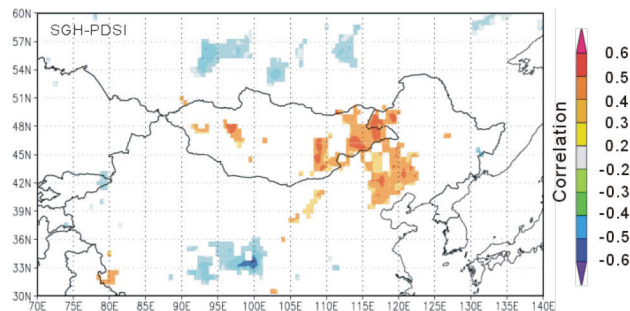 60N
57N
54N
51N
48N
45N
42N
39N
36N
33N
30N
SGH-PDSI
70E 75E 80E 85E 90E 95E 100E 105E 110E 115E 120E 125E 130E 135E 140E
Correlation
0.6
0.5
0.4
0.3
0.2
-0.2
-0.3
-0.4
-0.5
-0.6